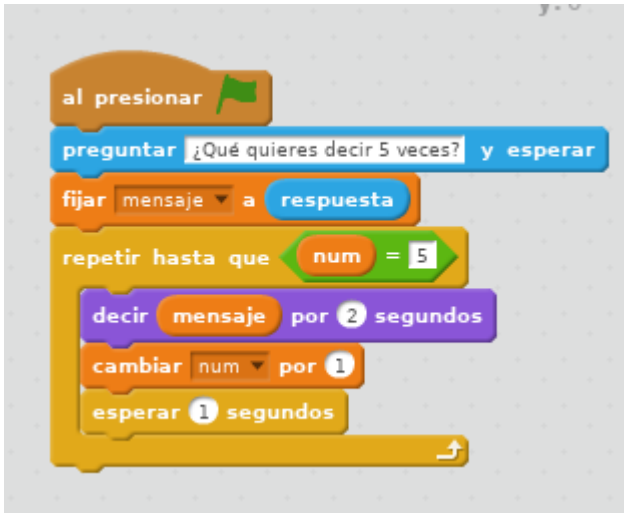 al presionar
preguntar ¿Qué quieres decir 5 veces? y esperar
fijar mensaje a respuesta
repetir hasta que num = 5
decir mensaje por 2 segundos
cambiar num por 1
esperar 1 segundos